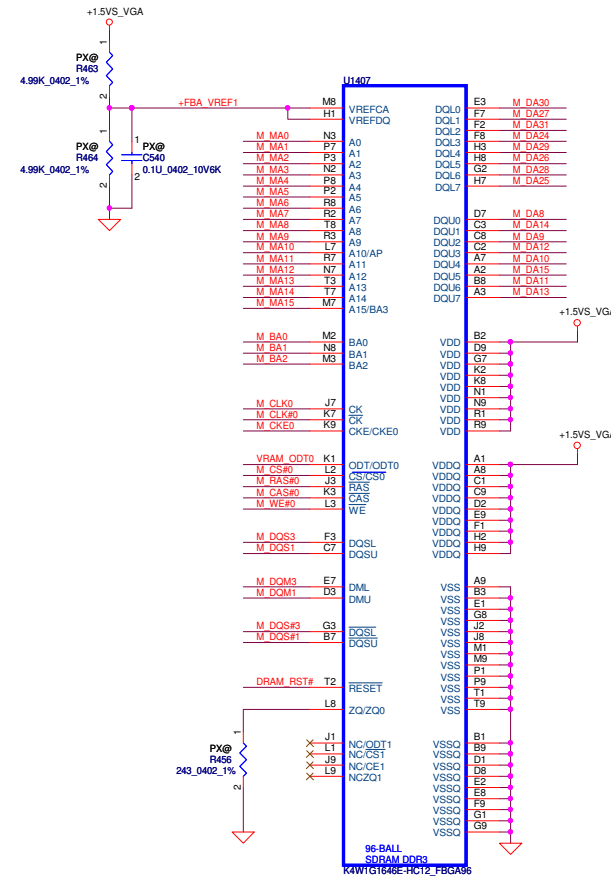 +1.5VS_VGA
1
PX@
R463
4.99K_0402_1%
2
+FBA_VREF1
1
PX@
R464
4.99K_0402_1%
2
1
PX@
C540
0.1U_0402_10V6K
2
U1407
M8 VREFCA
H1 VREFDQ
M_MA0 N3 A0
M_MA1 P7 A1
M_MA2 P3 A2
M_MA3 N2 A3
M_MA4 P8 A4
M_MA5 P2 A5
M_MA6 R8 A6
M_MA7 R2 A7
M_MA8 T8 A8
M_MA9 R3 A9
M_MA10 L7 A10/AP
M_MA11 R7 A11
M_MA12 N7 A12
M_MA13 T3 A13
M_MA14 T7 A14
M_MA15 M7 A15/BA3
M_BA0 M2 BA0
M_BA1 N8 BA1
M_BA2 M3 BA2
M_CLK0 J7 CK
M_CLK#0 K7 CK
M_CKE0 K9 CKE/CKE0
VRAM_ODT0 K1 ODT/ODT0
M_CS#0 L2 CS/CS0
M_RAS#0 J3 RAS
M_CAS#0 K3 CAS
M_WE#0 L3 WE
M_DQS3 F3 DQSL
M_DQS1 C7 DQSU
M_DQM3 E7 DML
M_DQM1 D3 DMU
M_DQS#3 G3 DQSL
M_DQS#1 B7 DQSU
DRAM_RST# T2 RESET
L8 ZQ/ZQ0
1
PX@
R456
243_0402_1%
2
J1 NC/ODT1
L1 NC/CS1
J9 NC/CE1
L9 NCZQ1
DQL0 E3 M_DA30
DQL1 F7 M_DA27
DQL2 F2 M_DA31
DQL3 F8 M_DA24
DQL4 H3 M_DA29
DQL5 H8 M_DA26
DQL6 G2 M_DA28
DQL7 H7 M_DA25
DQU0 D7 M_DA8
DQU1 C3 M_DA14
DQU2 C8 M_DA9
DQU3 C2 M_DA12
DQU4 A7 M_DA10
DQU5 A2 M_DA15
DQU6 B8 M_DA11
DQU7 A3 M_DA13
+1.5VS_VGA
VDD B2
VDD D9
VDD G7
VDD K2
VDD K8
VDD N1
VDD N9
VDD R1
VDD R9
+1.5VS_VGA
VDDQ A1
VDDQ A8
VDDQ C1
VDDQ C9
VDDQ D2
VDDQ E9
VDDQ F1
VDDQ H2
VDDQ H9
VSS A9
VSS B3
VSS E1
VSS G8
VSS J2
VSS J8
VSS M1
VSS M9
VSS P1
VSS P9
VSS T1
VSS T9
VSSQ B1
VSSQ B9
VSSQ D1
VSSQ D8
VSSQ E2
VSSQ E8
VSSQ F9
VSSQ G1
VSSQ G9
96-BALL
SDRAM DDR3
K4W1G1646E-HC12_FBGA96